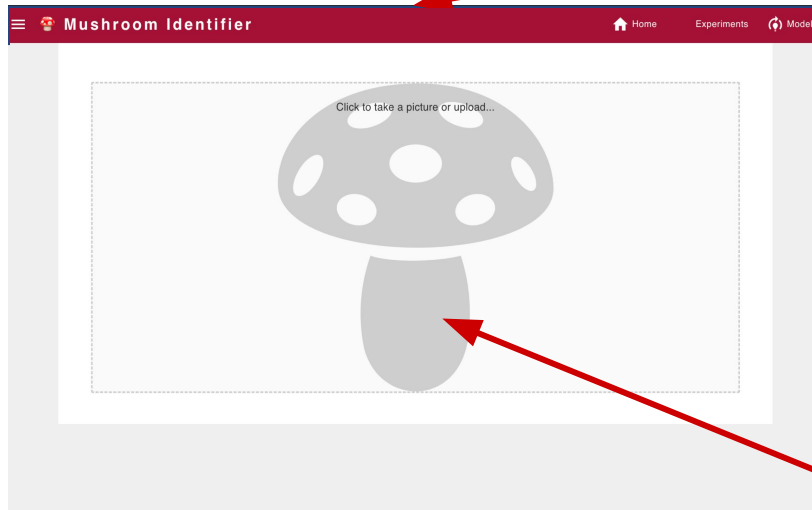 Mushroom Identifier
Home
Experiments
Model
Click to take a picture or upload...